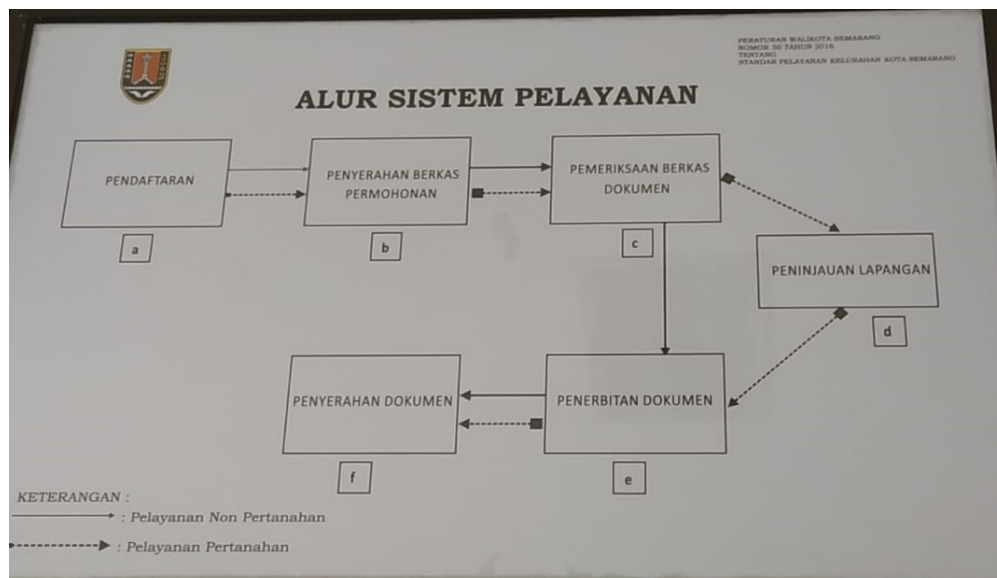 PERATURAN WALIKOTA SEMARANG
NOMOR 50 TAHUN 2016
TENTANG
STANDAR PELAYANAN KELURAHAN KOTA SEMARANG
ALUR SISTEM PELAYANAN
PENDAFTARAN
a
PENYERAHAN BERKAS
PERMOHONAN
b
PEMERIKSAAN BERKAS
DOKUMEN
c
PENINJAUAN LAPANGAN
d
PENERBITAN DOKUMEN
e
PENYERAHAN DOKUMEN
f
KETERANGAN :
: Pelayanan Non Pertanahan
: Pelayanan Pertanahan